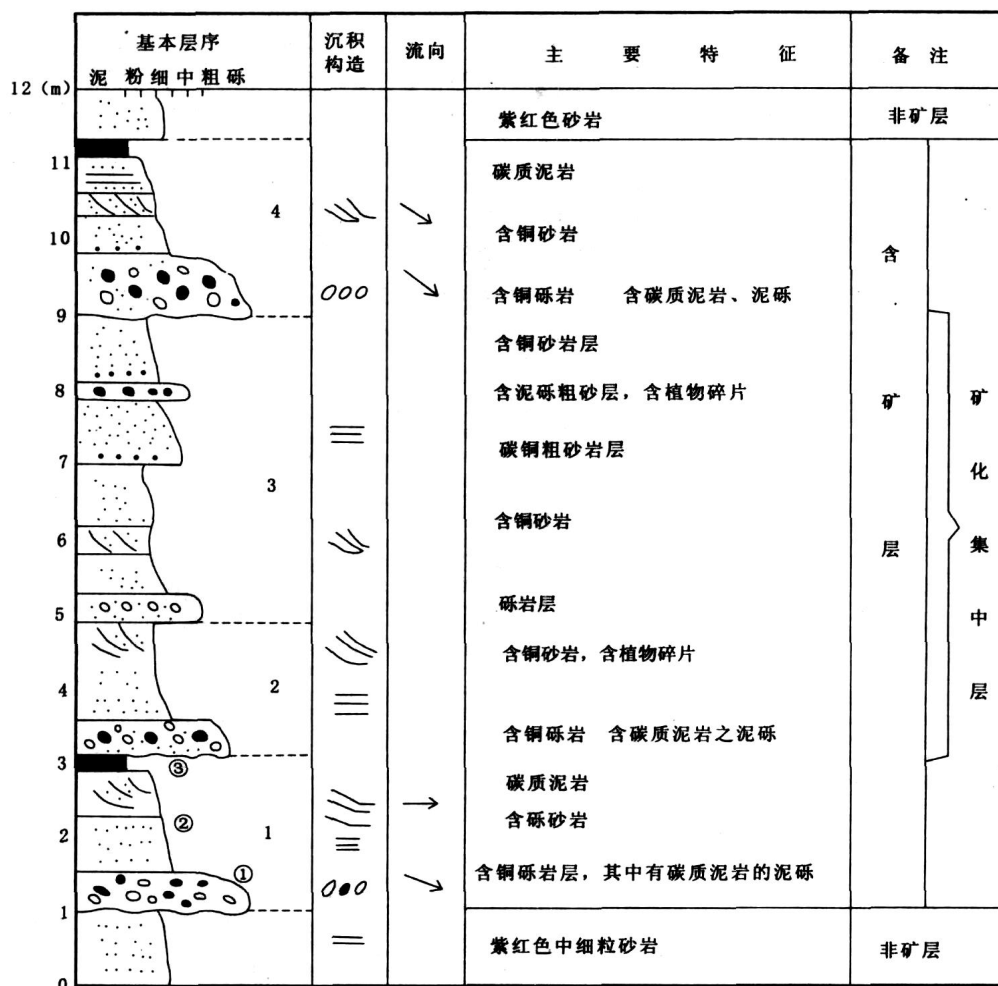 基本层序
沉积构造
流向
主 要 特 征
备 注
泥 粉 细 中 粗 砾
12 (m)
紫红色砂岩
非矿层
11
碳质泥岩
4
10
含铜砂岩
含铜砾岩 含碳质泥岩、泥砾
9
含铜砂岩层
8
含泥砾粗砂层，含植物碎片
7
碳铜粗砂岩层
3
6
含铜砂岩
砾岩层
5
含铜砂岩，含植物碎片
4
2
含铜砾岩 含碳质泥岩之泥砾
3
③
碳质泥岩
②
2
1
含砾砂岩
①
含铜砾岩层，其中有碳质泥岩的泥砾
1
紫红色中细粒砂岩
非矿层
0
含矿层
矿化集中层